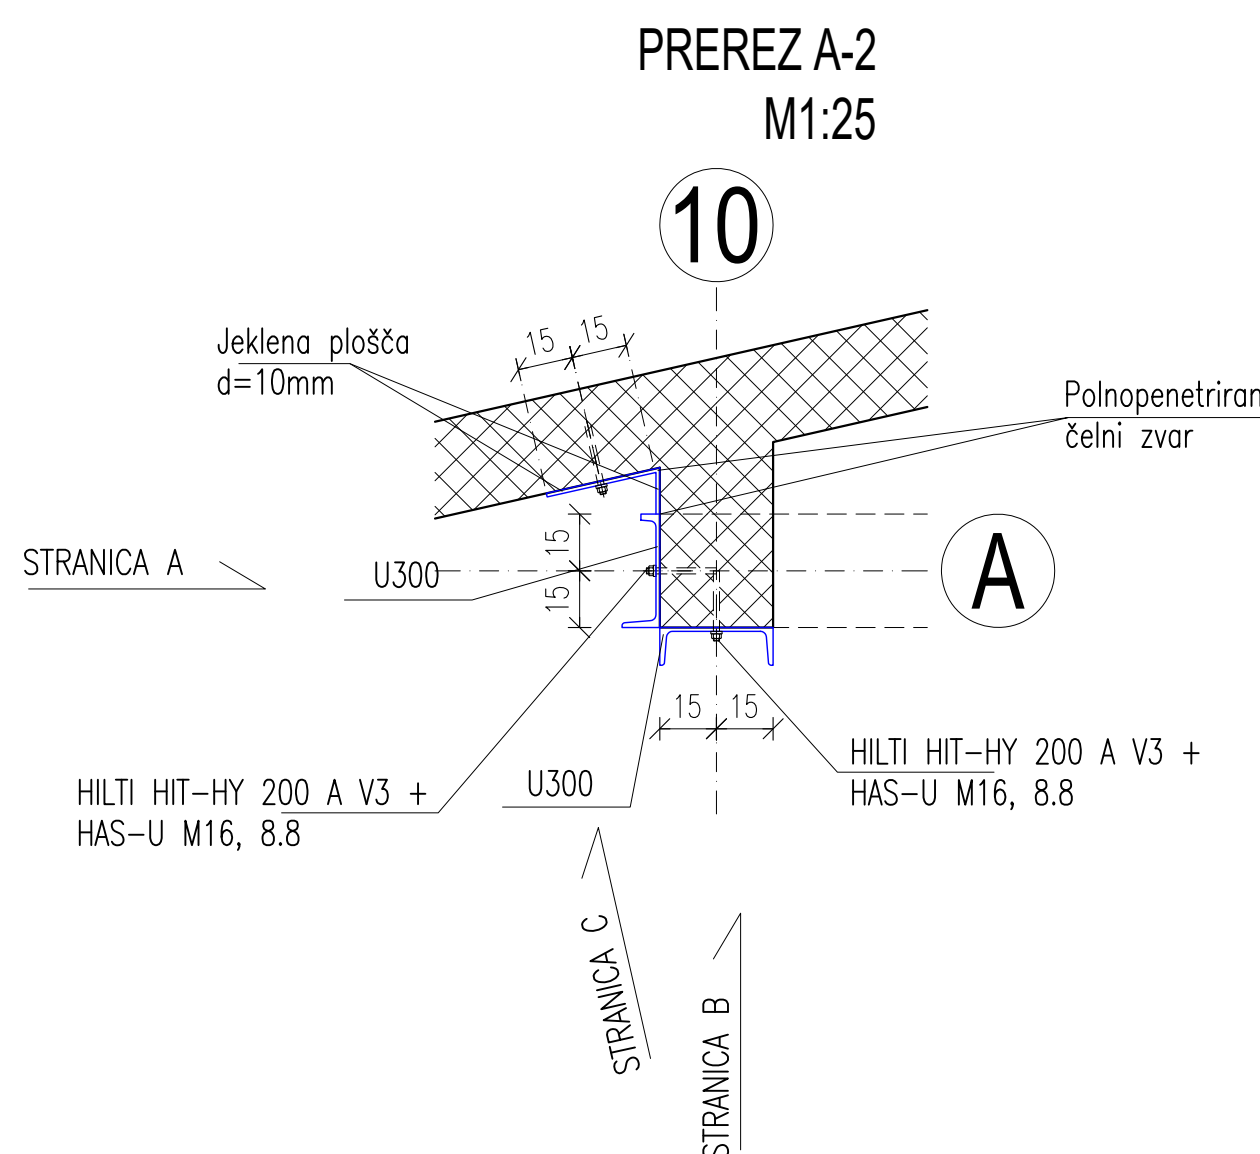 PREREZ A-2
M1:25
10
Jeklena plošča
d=10mm
15
15
Polnopenetriran
čelni zvar
STRANICA A
U300
15
15
A
15
15
HILTI HIT-HY 200 A V3 +
HAS-U M16, 8.8
U300
HILTI HIT-HY 200 A V3 +
HAS-U M16, 8.8
STRANICA C
STRANICA B